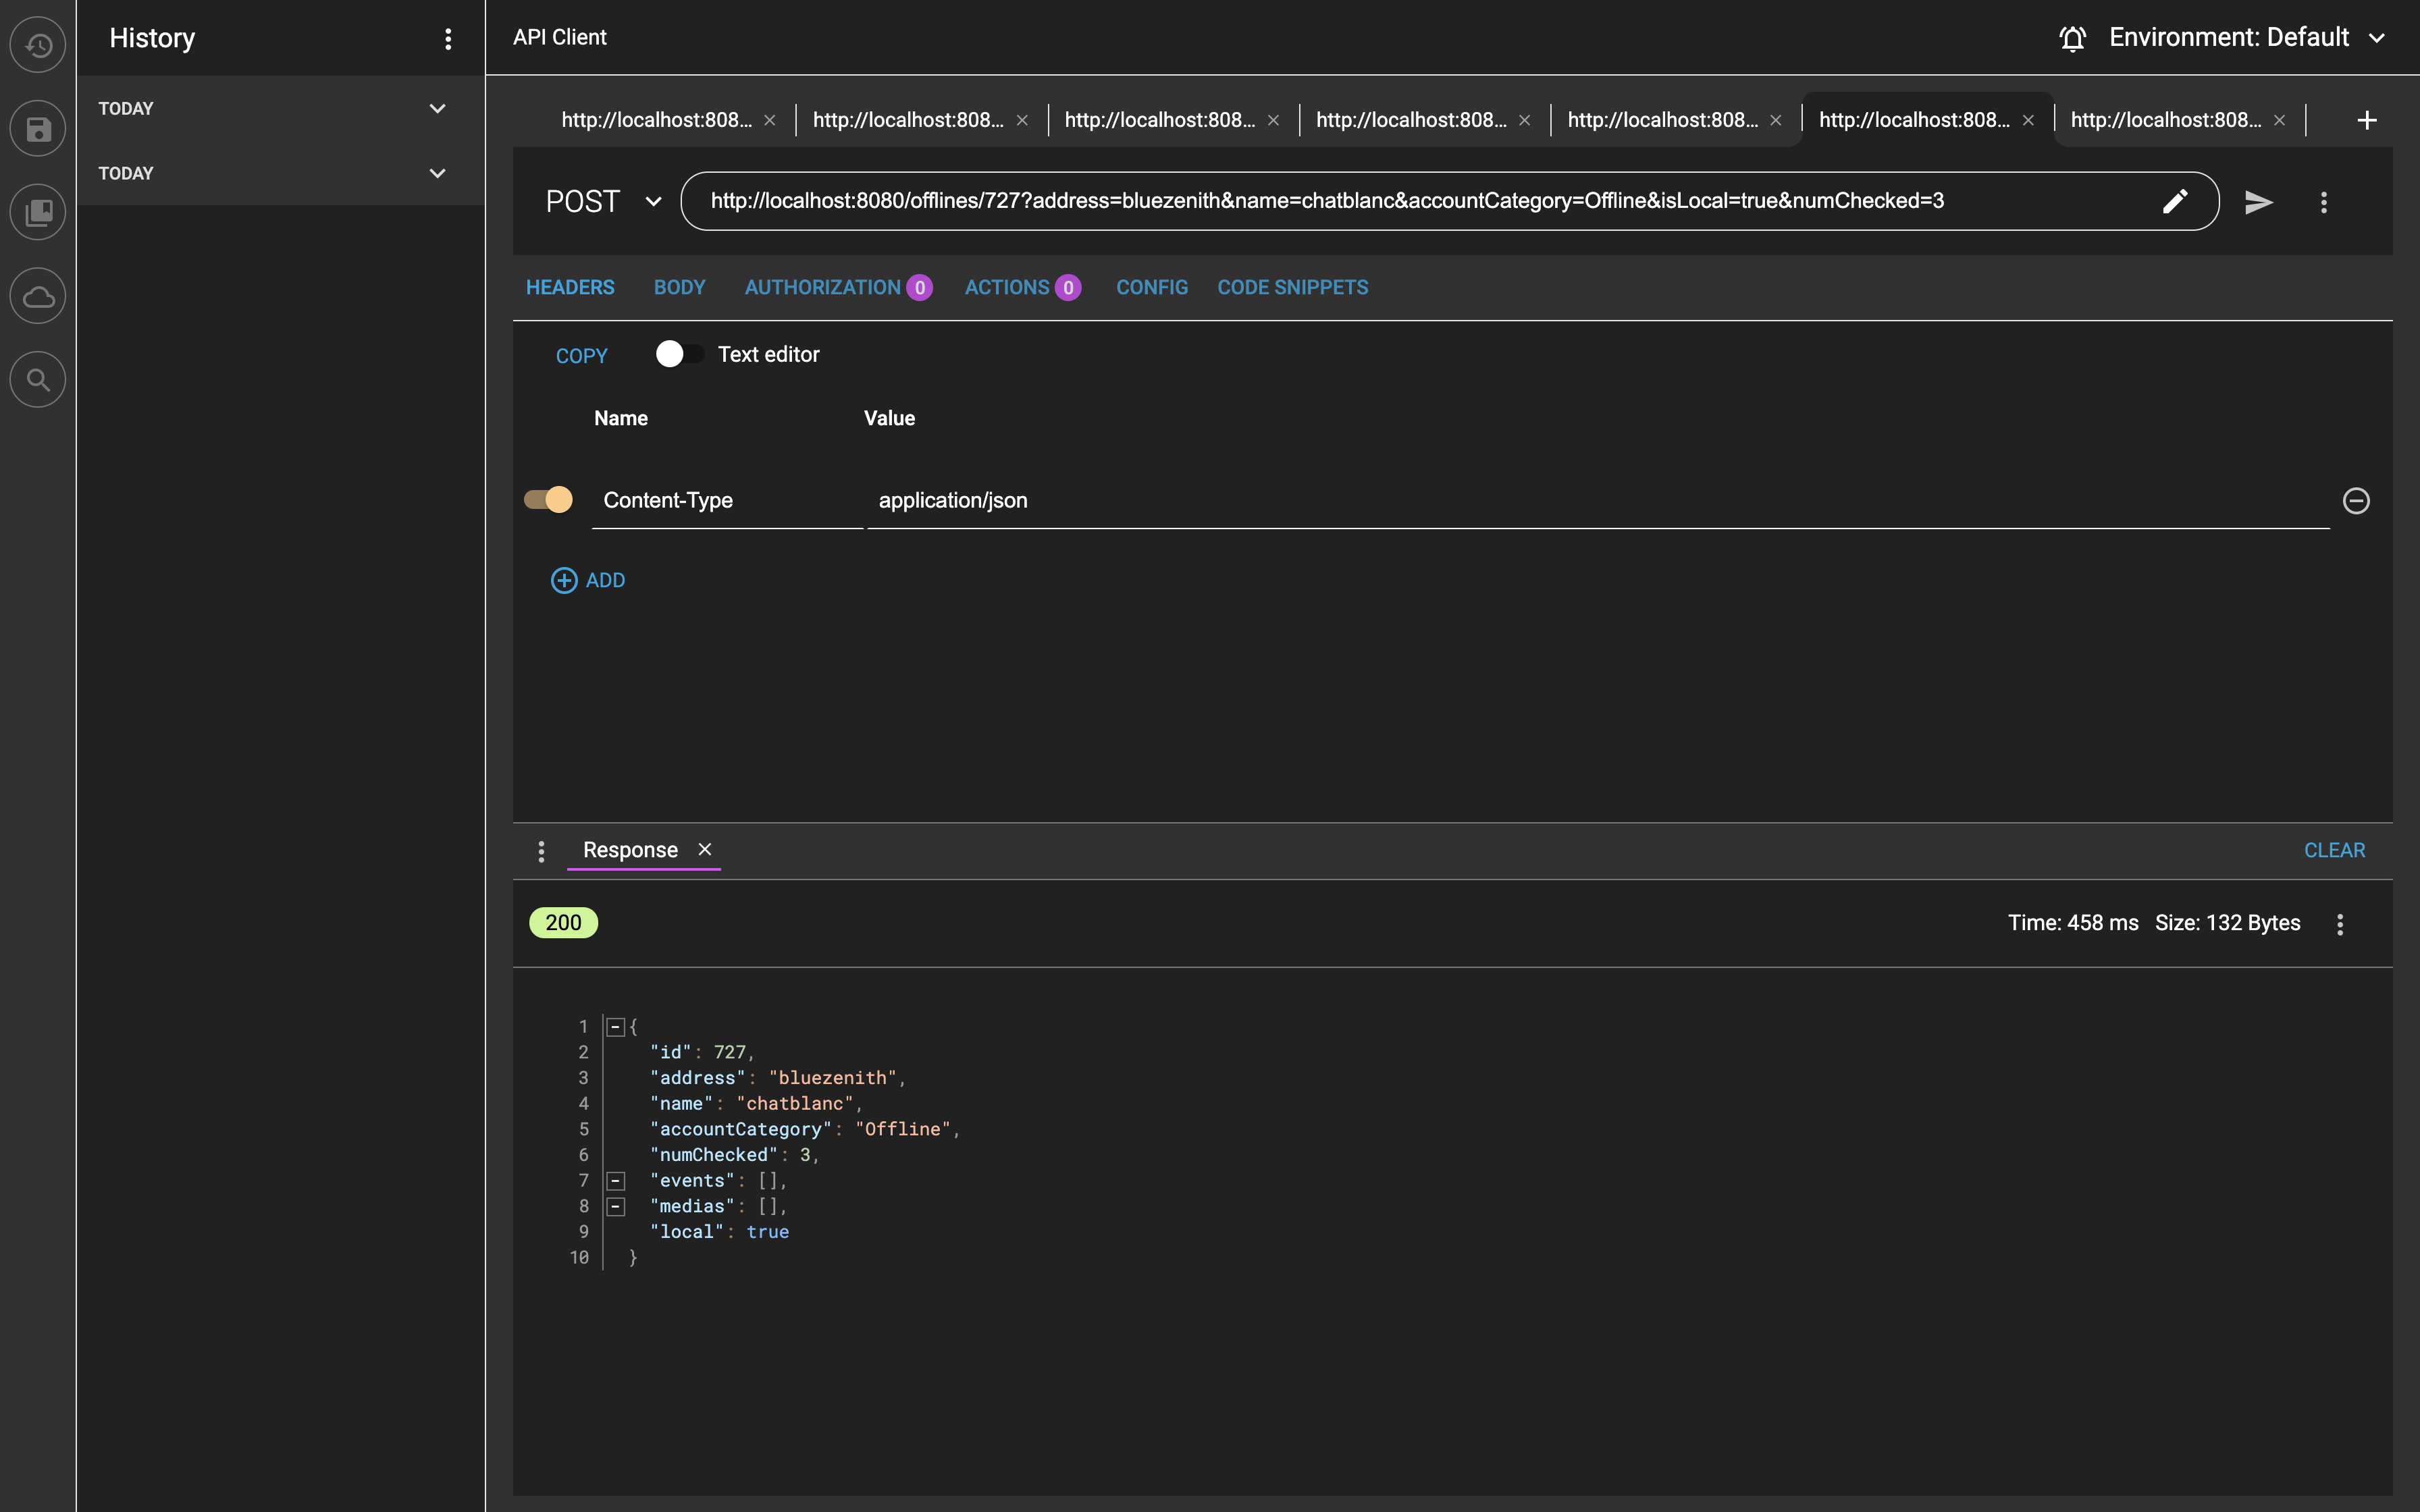 History
TODAY
TODAY
API Client
Environment: Default
http://localhost:808...
http://localhost:808...
http://localhost:808...
http://localhost:808...
http://localhost:808...
http://localhost:808...
http://localhost:808...
POST
http://localhost:8080/offlines/727?address=bluezenith&name=chatblanc&accountCategory=Offline&isLocal=true&numChecked=3
HEADERS BODY AUTHORIZATION 0 ACTIONS 0 CONFIG CODE SNIPPETS
COPY Text editor
Name Value
Content-Type application/json
ADD
Response CLEAR
200 Time: 458 ms Size: 132 Bytes
1 {
2 "id": 727,
3 "address": "bluezenith",
4 "name": "chatblanc",
5 "accountCategory": "Offline",
6 "numChecked": 3,
7 "events": [],
8 "medias": [],
9 "local": true
10 }